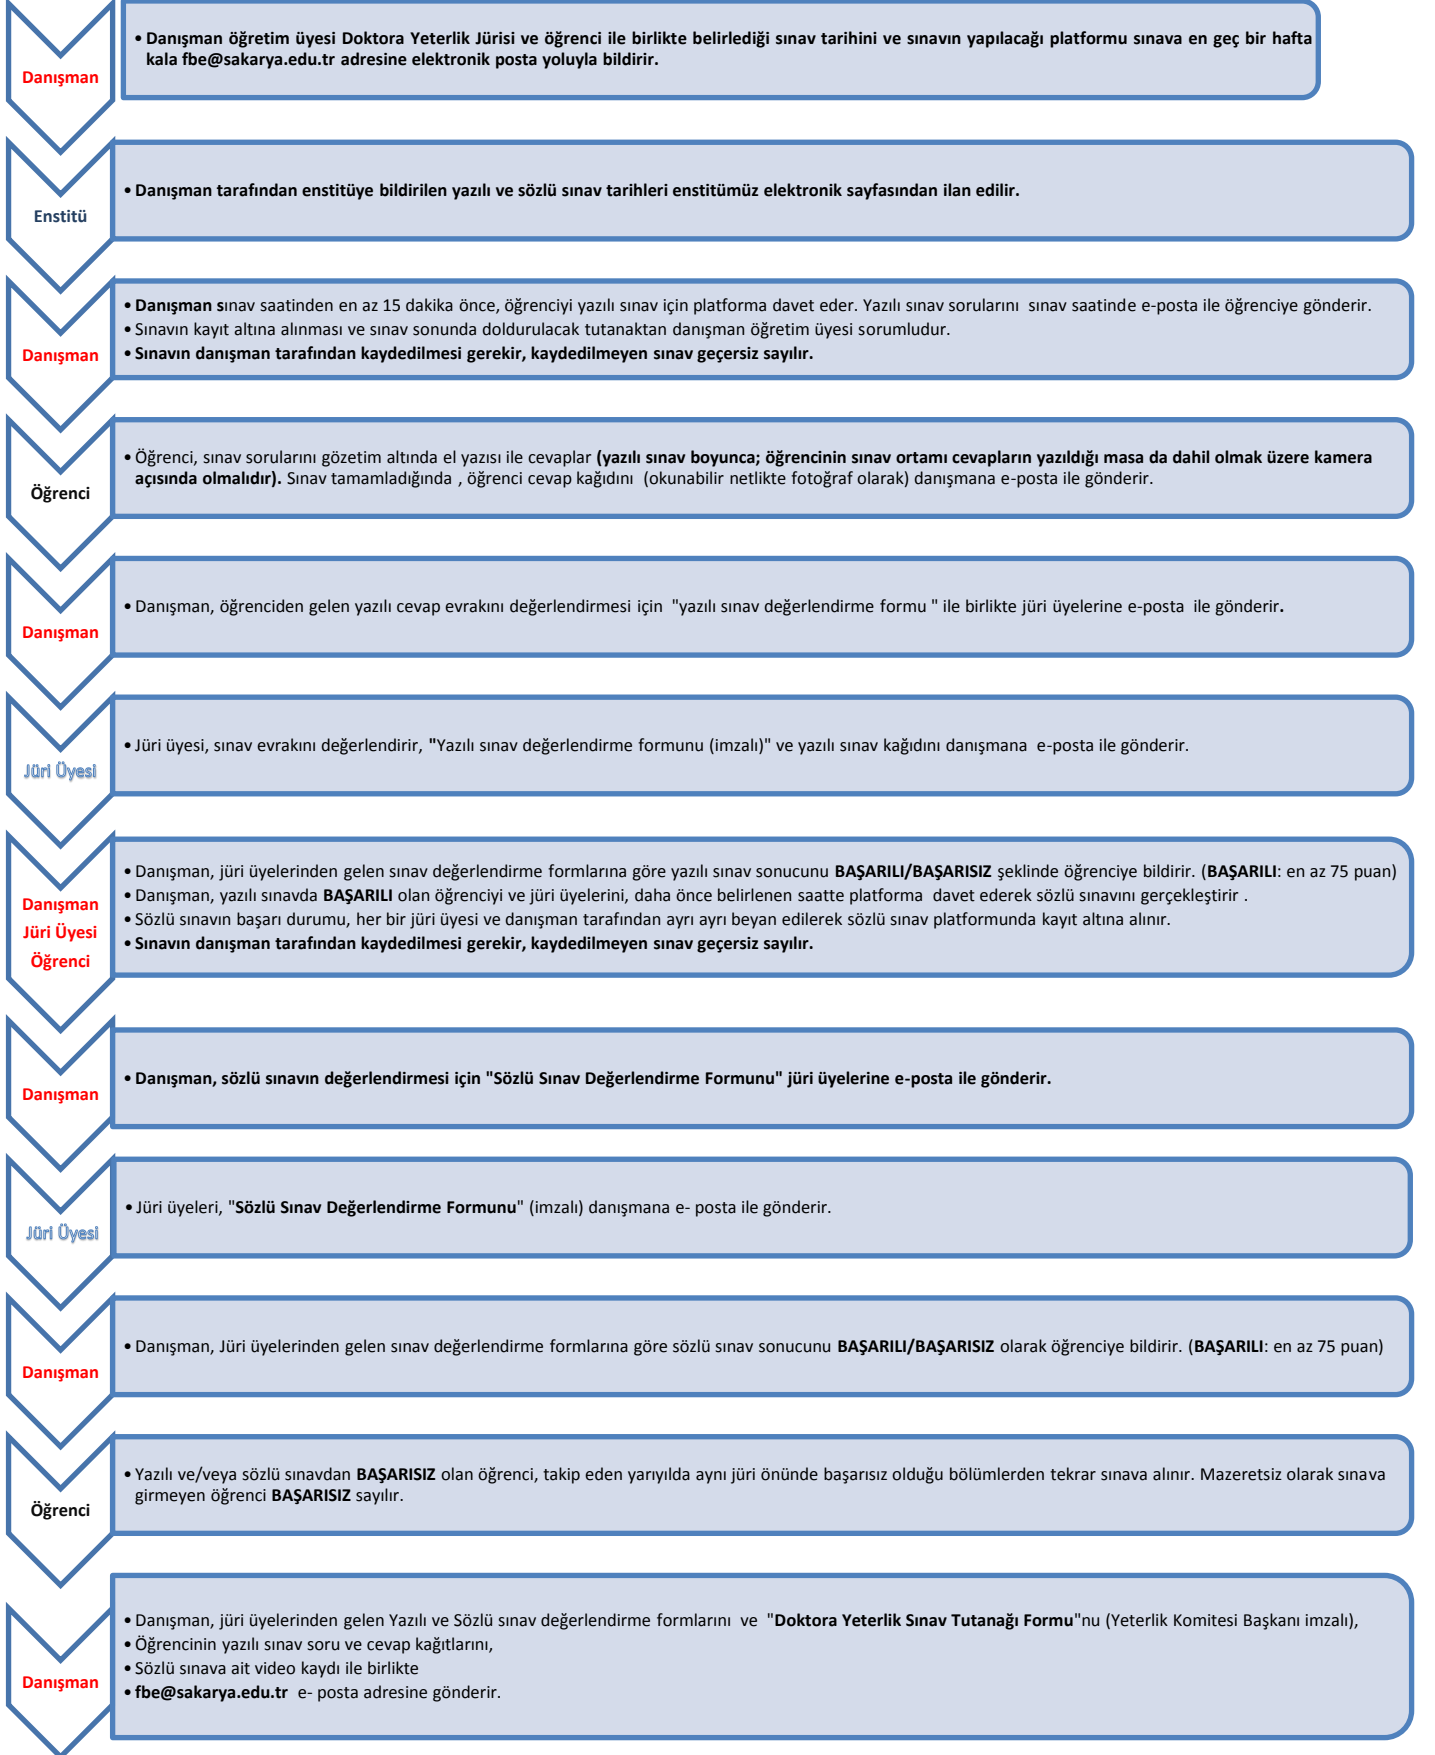 Danışman
• Danışman öğretim üyesi Doktora Yeterlik Jürisi ve öğrenci ile birlikte belirlediği sınav tarihini ve sınavın yapılacağı platformu sınava en geç bir hafta
kala fbe@sakarya.edu.tr adresine elektronik posta yoluyla bildirir.
Enstitü
• Danışman tarafından enstitüye bildirilen yazılı ve sözlü sınav tarihleri enstitümüz elektronik sayfasından ilan edilir.
Danışman
• Danışman sınav saatinden en az 15 dakika önce, öğrenciyi yazılı sınav için platforma davet eder. Yazılı sınav sorularını sınav saatinde e-posta ile öğrenciye gönderir.
• Sınavın kayıt altına alınması ve sınav sonunda doldurulacak tutanaktan danışman öğretim üyesi sorumludur.
• Sınavın danışman tarafından kaydedilmesi gerekir, kaydedilmeyen sınav geçersiz sayılır.
Öğrenci
• Öğrenci, sınav sorularını gözetim altında el yazısı ile cevaplar (yazılı sınav boyunca; öğrencinin sınav ortamı cevapların yazıldığı masa da dahil olmak üzere kamera
açısında olmalıdır). Sınav tamamladığında , öğrenci cevap kağıdını (okunabilir netlikte fotoğraf olarak) danışmana e-posta ile gönderir.
Danışman
• Danışman, öğrenciden gelen yazılı cevap evrakını değerlendirmesi için "yazılı sınav değerlendirme formu " ile birlikte jüri üyelerine e-posta ile gönderir.
Jüri Üyesi
• Jüri üyesi, sınav evrakını değerlendirir, "Yazılı sınav değerlendirme formunu (imzalı)" ve yazılı sınav kağıdını danışmana e-posta ile gönderir.
Danışman
Jüri Üyesi
Öğrenci
• Danışman, jüri üyelerinden gelen sınav değerlendirme formlarına göre yazılı sınav sonucunu BAŞARILI/BAŞARISIZ şeklinde öğrenciye bildirir. (BAŞARILI: en az 75 puan)
• Danışman, yazılı sınavda BAŞARILI olan öğrenciyi ve jüri üyelerini, daha önce belirlenen saatte platforma davet ederek sözlü sınavını gerçekleştirir .
• Sözlü sınavın başarı durumu, her bir jüri üyesi ve danışman tarafından ayrı ayrı beyan edilerek sözlü sınav platformunda kayıt altına alınır.
• Sınavın danışman tarafından kaydedilmesi gerekir, kaydedilmeyen sınav geçersiz sayılır.
Danışman
• Danışman, sözlü sınavın değerlendirmesi için "Sözlü Sınav Değerlendirme Formunu" jüri üyelerine e-posta ile gönderir.
Jüri Üyesi
• Jüri üyeleri, "Sözlü Sınav Değerlendirme Formunu" (imzalı) danışmana e- posta ile gönderir.
Danışman
• Danışman, Jüri üyelerinden gelen sınav değerlendirme formlarına göre sözlü sınav sonucunu BAŞARILI/BAŞARISIZ olarak öğrenciye bildirir. (BAŞARILI: en az 75 puan)
Öğrenci
• Yazılı ve/veya sözlü sınavdan BAŞARISIZ olan öğrenci, takip eden yarıyılda aynı jüri önünde başarısız olduğu bölümlerden tekrar sınava alınır. Mazeretsiz olarak sınava
girmeyen öğrenci BAŞARISIZ sayılır.
Danışman
• Danışman, jüri üyelerinden gelen Yazılı ve Sözlü sınav değerlendirme formlarını ve "Doktora Yeterlik Sınav Tutanağı Formu"nu (Yeterlik Komitesi Başkanı imzalı),
• Öğrencinin yazılı sınav soru ve cevap kağıtlarını,
• Sözlü sınava ait video kaydı ile birlikte
• fbe@sakarya.edu.tr e- posta adresine gönderir.